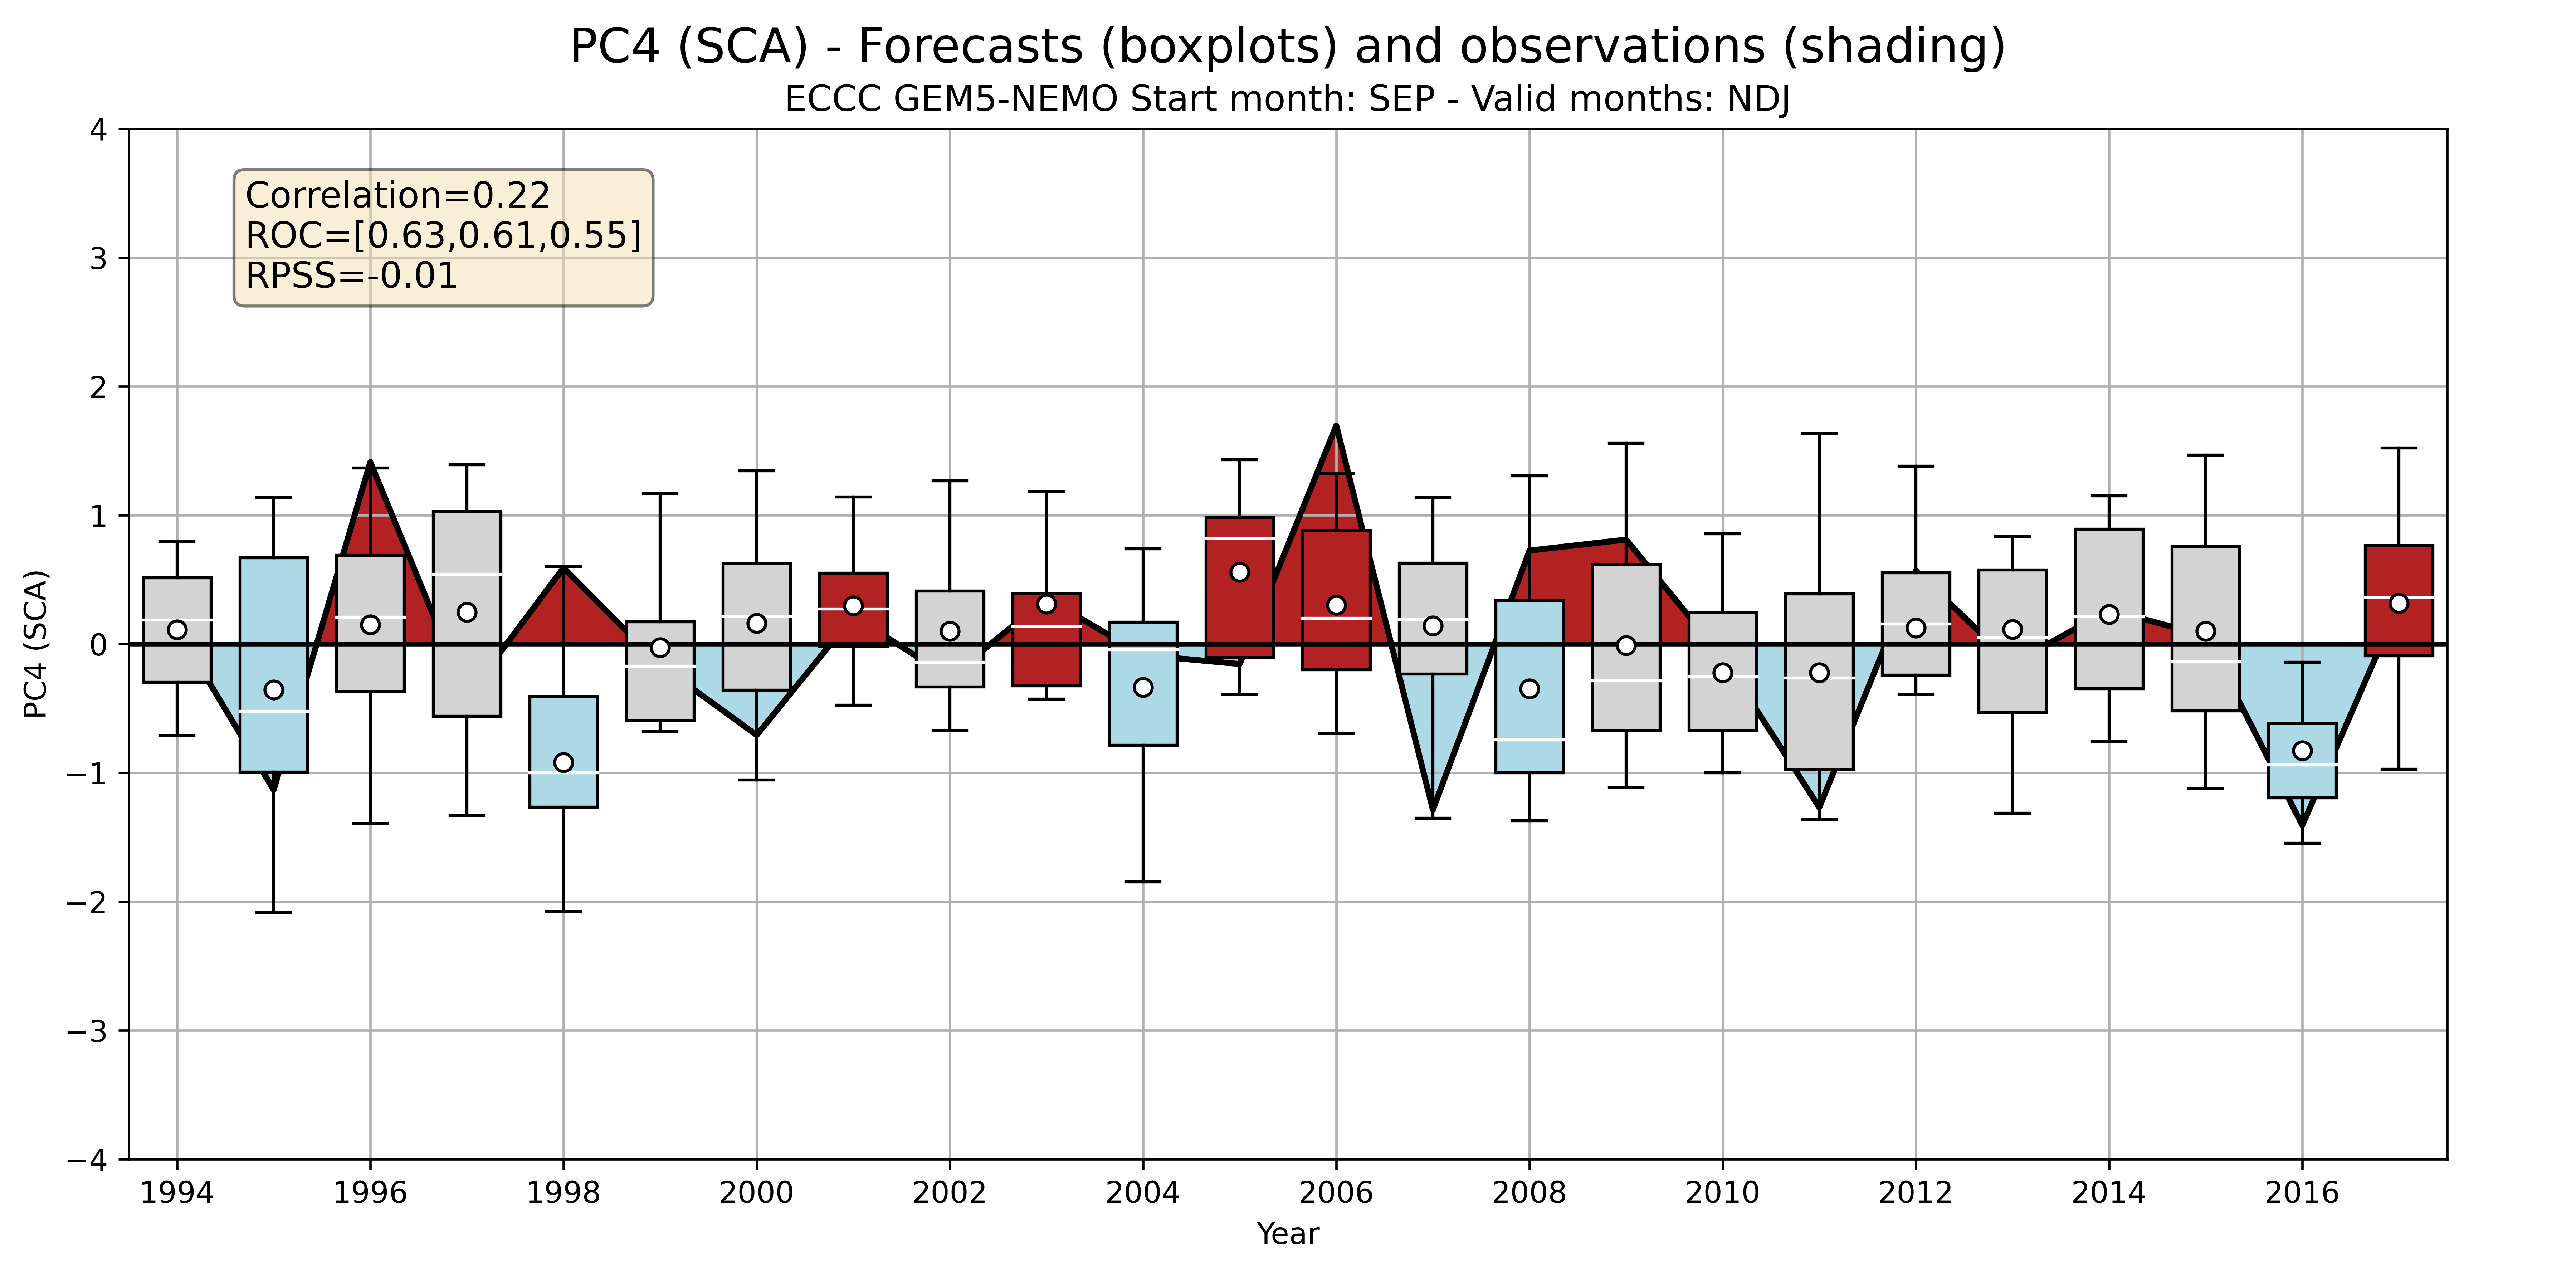 PC4 (SCA) - Forecasts (boxplots) and observations (shading)
ECCC GEM5-NEMO Start month: SEP - Valid months: NDJ
Correlation=0.22
ROC=[0.63,0.61,0.55]
RPSS=-0.01
PC4 (SCA)
4
3
2
1
0
−1
−2
−3
−4
1994 1996 1998 2000 2002 2004 2006 2008 2010 2012 2014 2016
Year